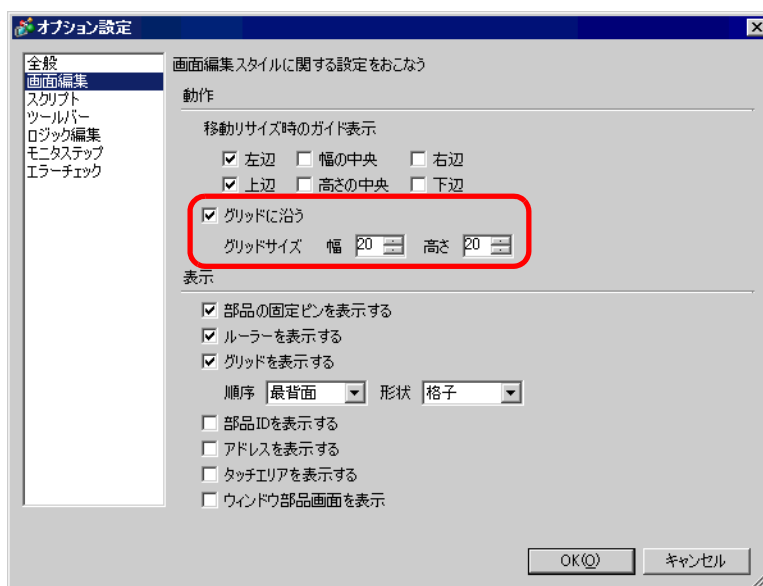 オプション設定
全般
画面編集
スクリプト
ツールバー
ロジック編集
モニタステップ
エラーチェック
画面編集スタイルに関する設定をおこなう
動作
移動リサイズ時のガイド表示
左辺 幅の中央 右辺
上辺 高さの中央 下辺
グリッドに沿う
グリッドサイズ 幅 20 高さ 20
表示
部品の固定ピンを表示する
ルーラーを表示する
グリッドを表示する
順序 最背面 形状 格子
部品IDを表示する
アドレスを表示する
タッチエリアを表示する
ウィンドウ部品画面を表示
OK(O) キャンセル